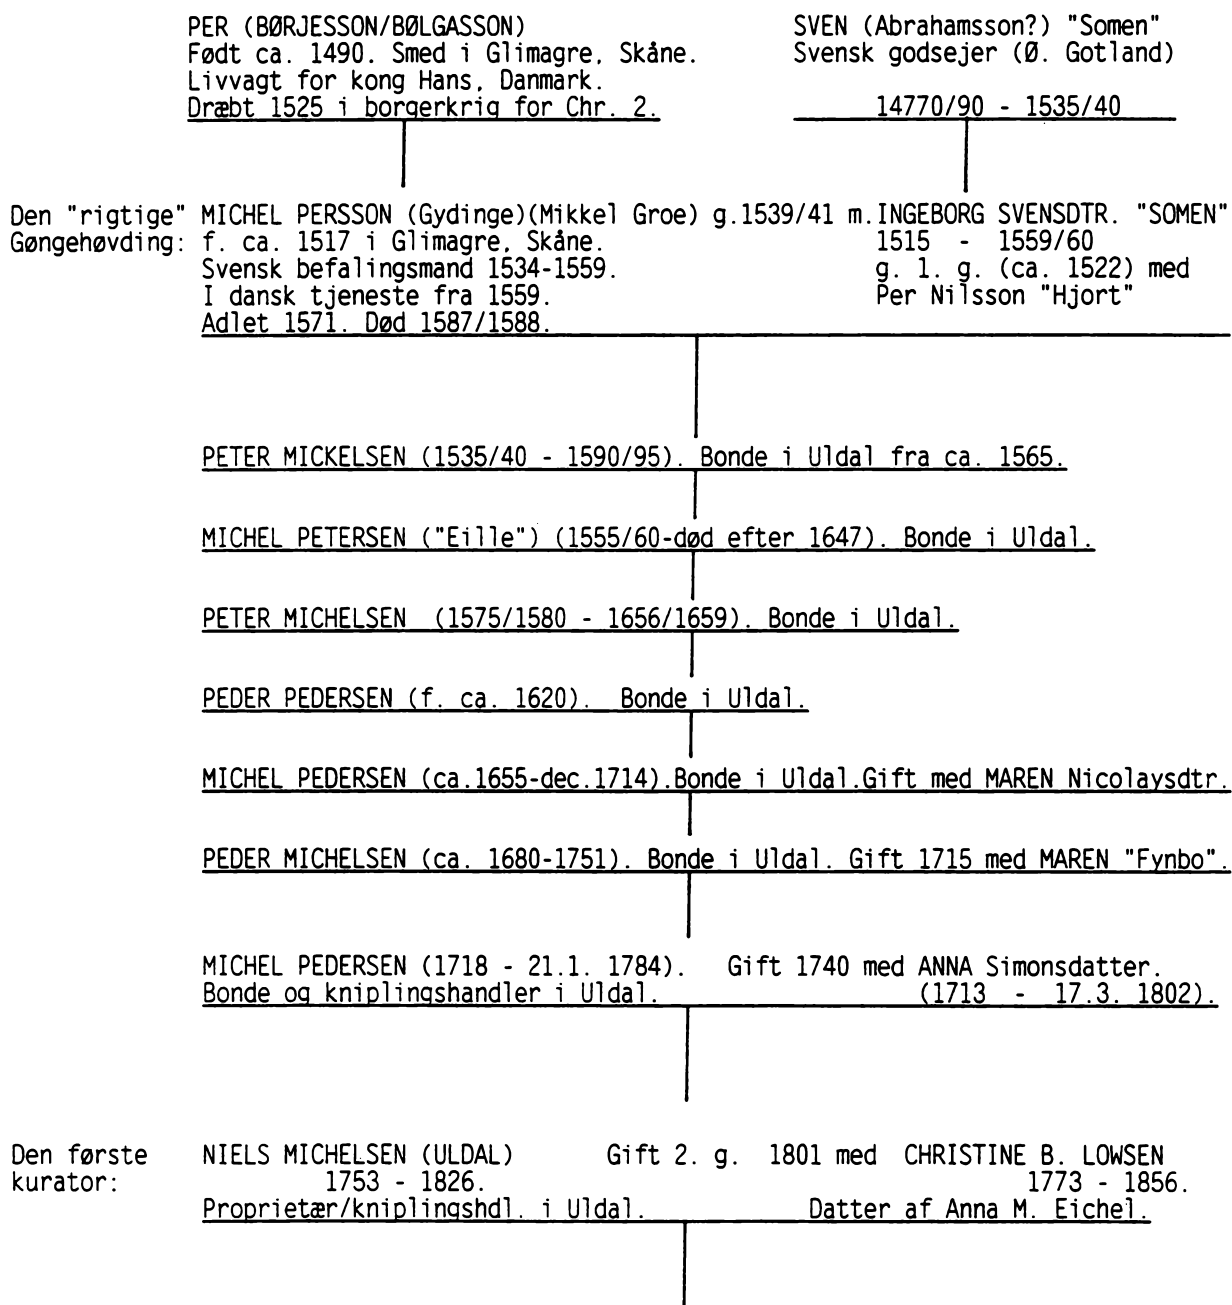 PER (BØRJESSON/BØLGASSON)
Født ca. 1490. Smed i Glimagre, Skåne.
Livvagt for kong Hans, Danmark.
Dræbt 1525 i borgerkrig for Chr. 2.
SVEN (Abrahamsson?) "Somen"
Svensk godsejer (Ø. Gotland)
14770/90 - 1535/40
Den "rigtige"
Gøngehøvding:
MICHEL PERSSON (Gydinge)(Mikkel Groe) g.1539/41 m.
f. ca. 1517 i Glimagre, Skåne.
Svensk befalingsmand 1534-1559.
I dansk tjeneste fra 1559.
Adlet 1571. Død 1587/1588.
INGEBORG SVENSDTR. "SOMEN"
1515 - 1559/60
g. 1. g. (ca. 1522) med
Per Nilsson "Hjort"
PETER MICKELSEN (1535/40 - 1590/95). Bonde i Uldal fra ca. 1565.
MICHEL PETERSEN ("Eille") (1555/60-død efter 1647). Bonde i Uldal.
PETER MICHELSEN (1575/1580 - 1656/1659). Bonde i Uldal.
PEDER PEDERSEN (f. ca. 1620). Bonde i Uldal.
MICHEL PEDERSEN (ca.1655-dec.1714).Bonde i Uldal.Gift med MAREN Nicolaysdtr.
PEDER MICHELSEN (ca. 1680-1751). Bonde i Uldal. Gift 1715 med MAREN "Fynbo".
MICHEL PEDERSEN (1718 - 21.1. 1784). Gift 1740 med ANNA Simonsdatter.
Bonde og kniplingshandler i Uldal. (1713 - 17.3. 1802).
Den første
kurator:
NIELS MICHELSEN (ULDAL) Gift 2. g. 1801 med CHRISTINE B. LOWSEN
1753 - 1826. 1773 - 1856.
Proprietær/kniplingshdl. i Uldal. Datter af Anna M. Eichel.